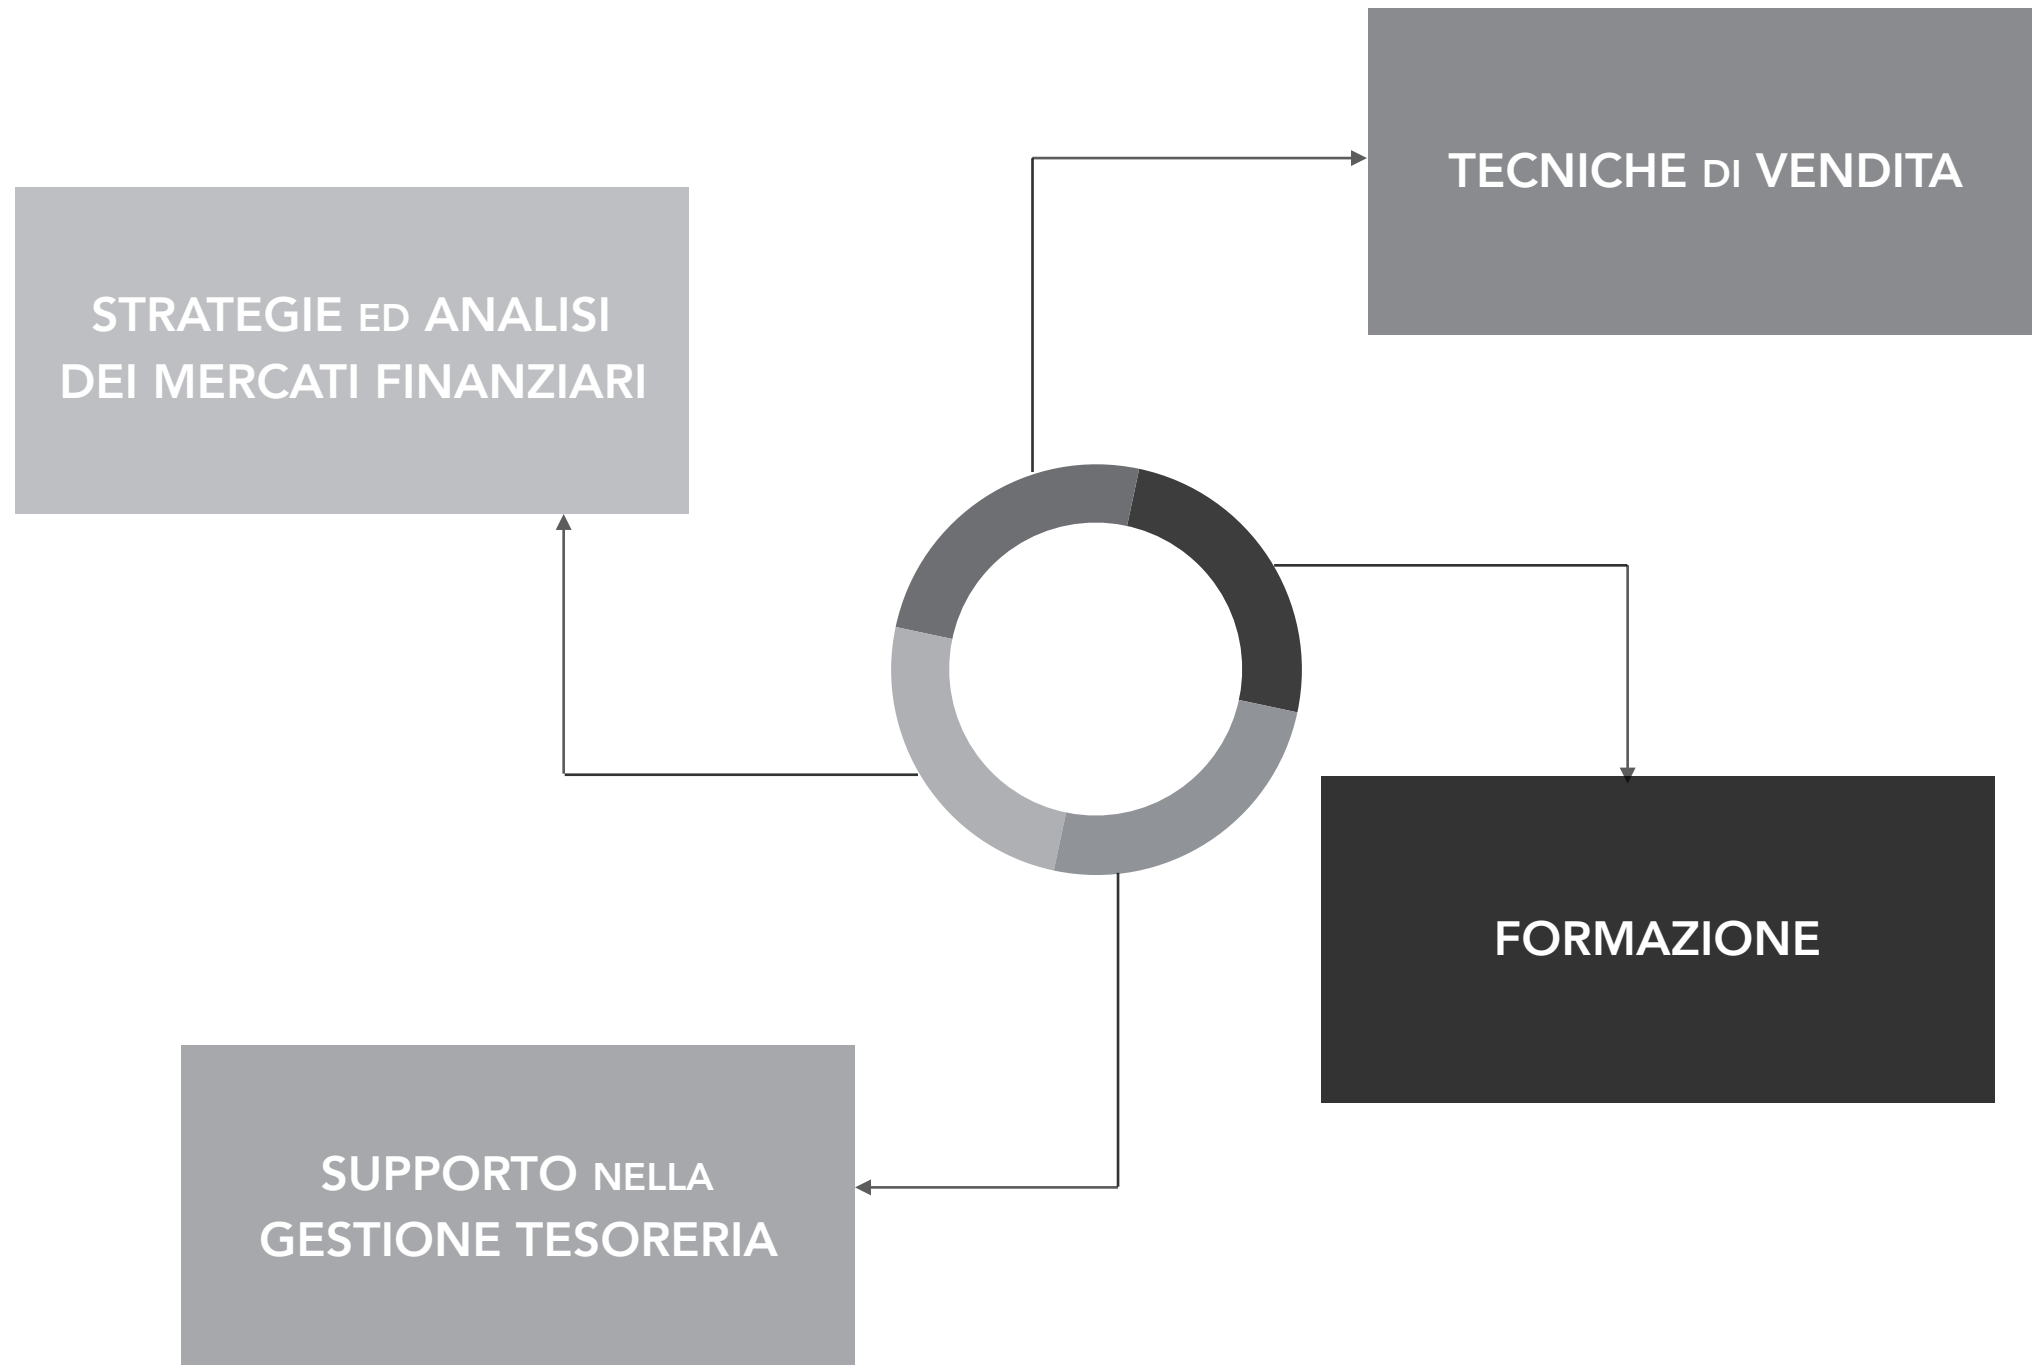 TECNICHE DI VENDITA
STRATEGIE ED ANALISI
DEI MERCATI FINANZIARI
FORMAZIONE
SUPPORTO NELLA
GESTIONE TESORERIA